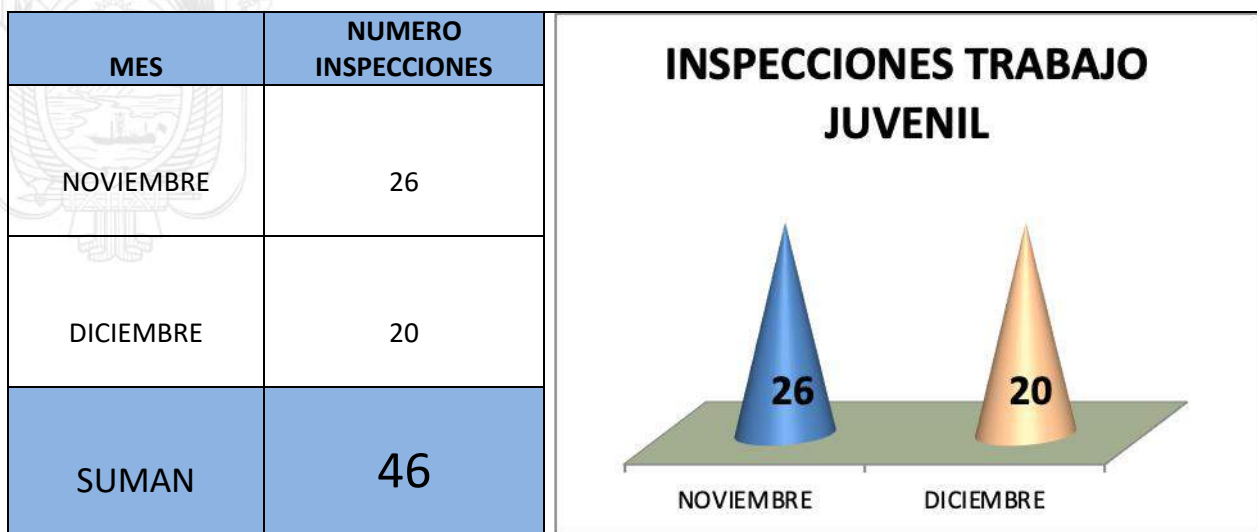 MES NUMERO
INSPECCIONES
NOVIEMBRE 26
DICIEMBRE 20
SUMAN 46
INSPECCIONES TRABAJO
JUVENIL
26 20
NOVIEMBRE DICIEMBRE